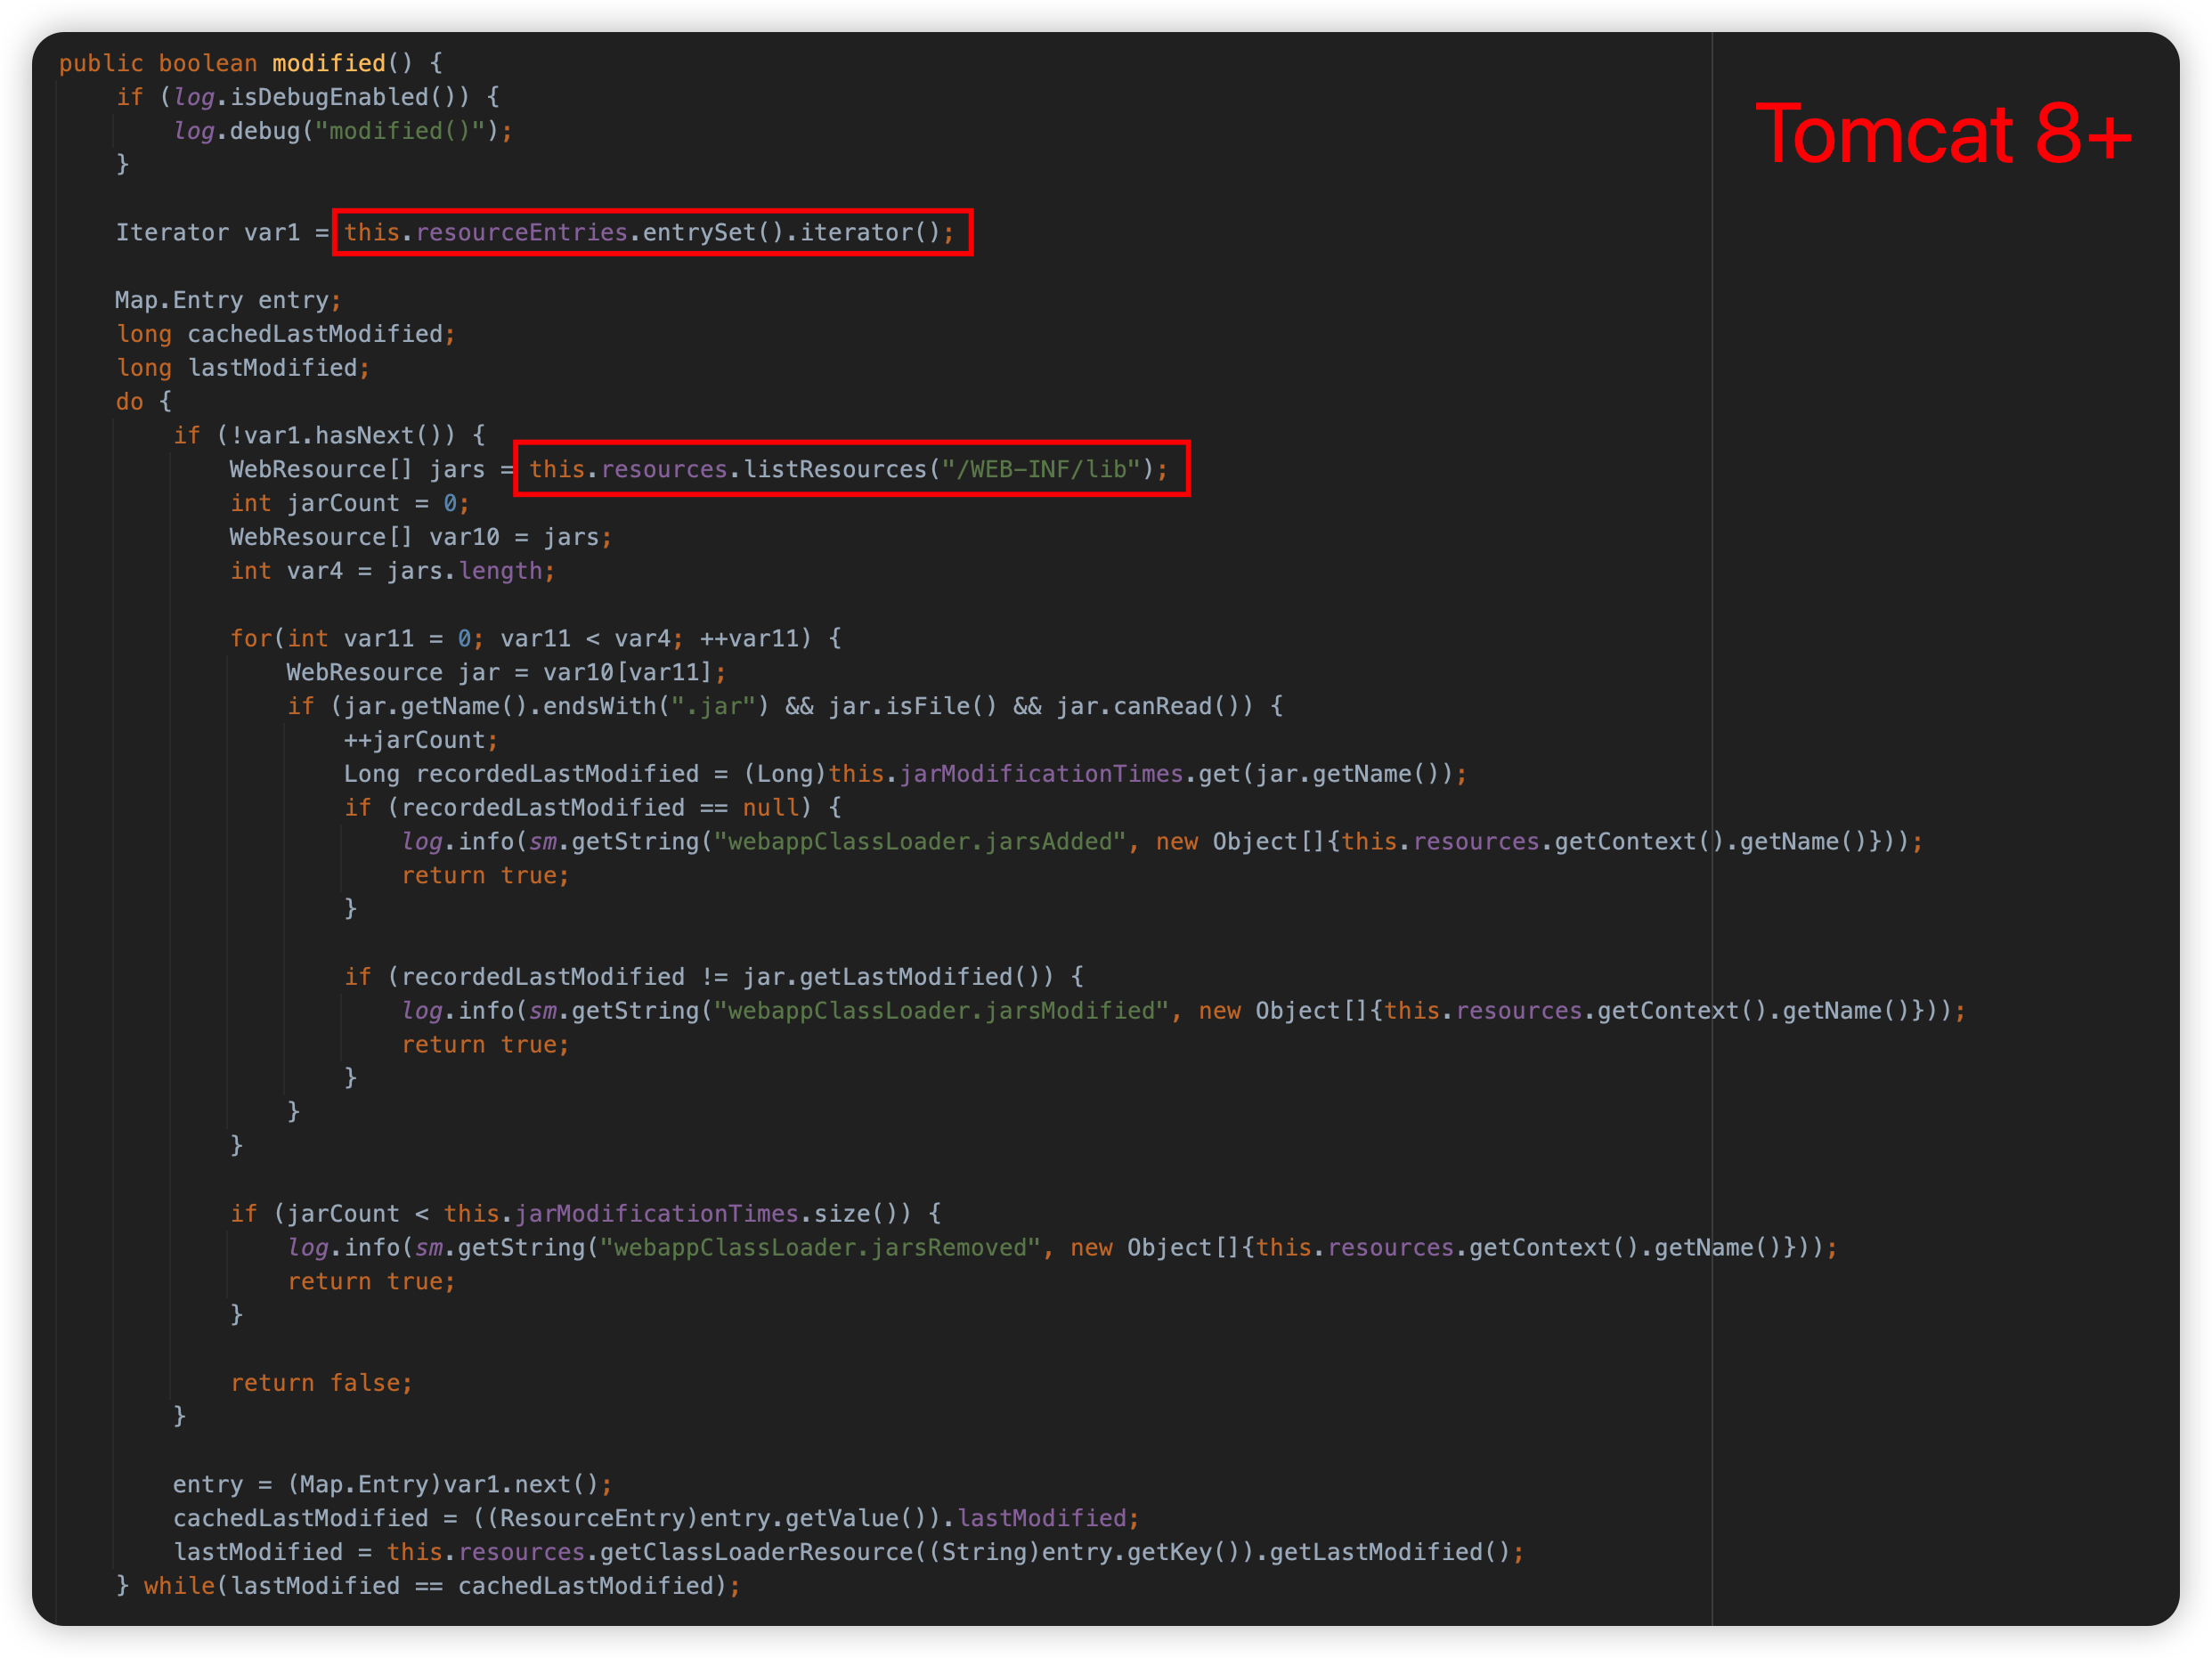 public boolean modified() {
    if (log.isDebugEnabled()) {
        log.debug("modified()");
    }
Tomcat 8+
    Iterator var1 = this.resourceEntries.entrySet().iterator();
    Map.Entry entry;
    long cachedLastModified;
    long lastModified;
    do {
        if (!var1.hasNext()) {
            WebResource[] jars = this.resources.listResources("/WEB-INF/lib");
            int jarCount = 0;
            WebResource[] var10 = jars;
            int var4 = jars.length;
            for(int var11 = 0; var11 < var4; ++var11) {
                WebResource jar = var10[var11];
                if (jar.getName().endsWith(".jar") && jar.isFile() && jar.canRead()) {
                    ++jarCount;
                    Long recordedLastModified = (Long)this.jarModificationTimes.get(jar.getName());
                    if (recordedLastModified == null) {
                        log.info(sm.getString("webappClassLoader.jarsAdded", new Object[]{this.resources.getContext().getName()}));
                        return true;
                    }
                    if (recordedLastModified != jar.getLastModified()) {
                        log.info(sm.getString("webappClassLoader.jarsModified", new Object[]{this.resources.getContext().getName()}));
                        return true;
                    }
                }
            }
            if (jarCount < this.jarModificationTimes.size()) {
                log.info(sm.getString("webappClassLoader.jarsRemoved", new Object[]{this.resources.getContext().getName()}));
                return true;
            }
            return false;
        }
        entry = (Map.Entry)var1.next();
        cachedLastModified = ((ResourceEntry)entry.getValue()).lastModified;
        lastModified = this.resources.getClassLoaderResource((String)entry.getKey()).getLastModified();
    } while(lastModified == cachedLastModified);